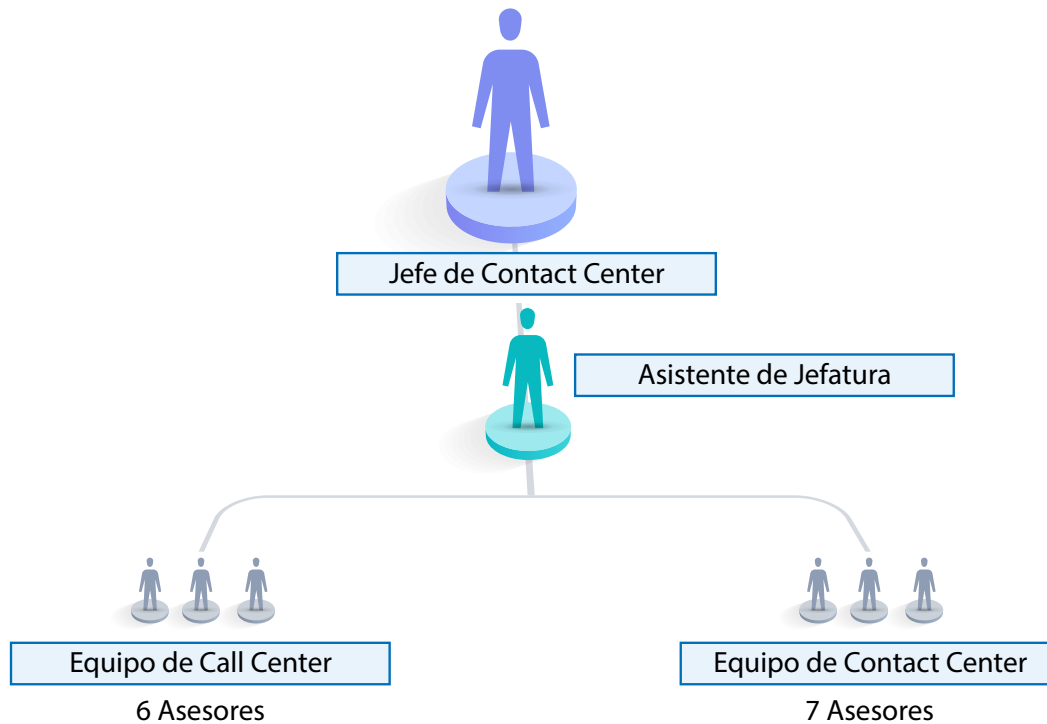 Jefe de Contact Center
Asistente de Jefatura
Equipo de Call Center
6 Asesores
Equipo de Contact Center
7 Asesores